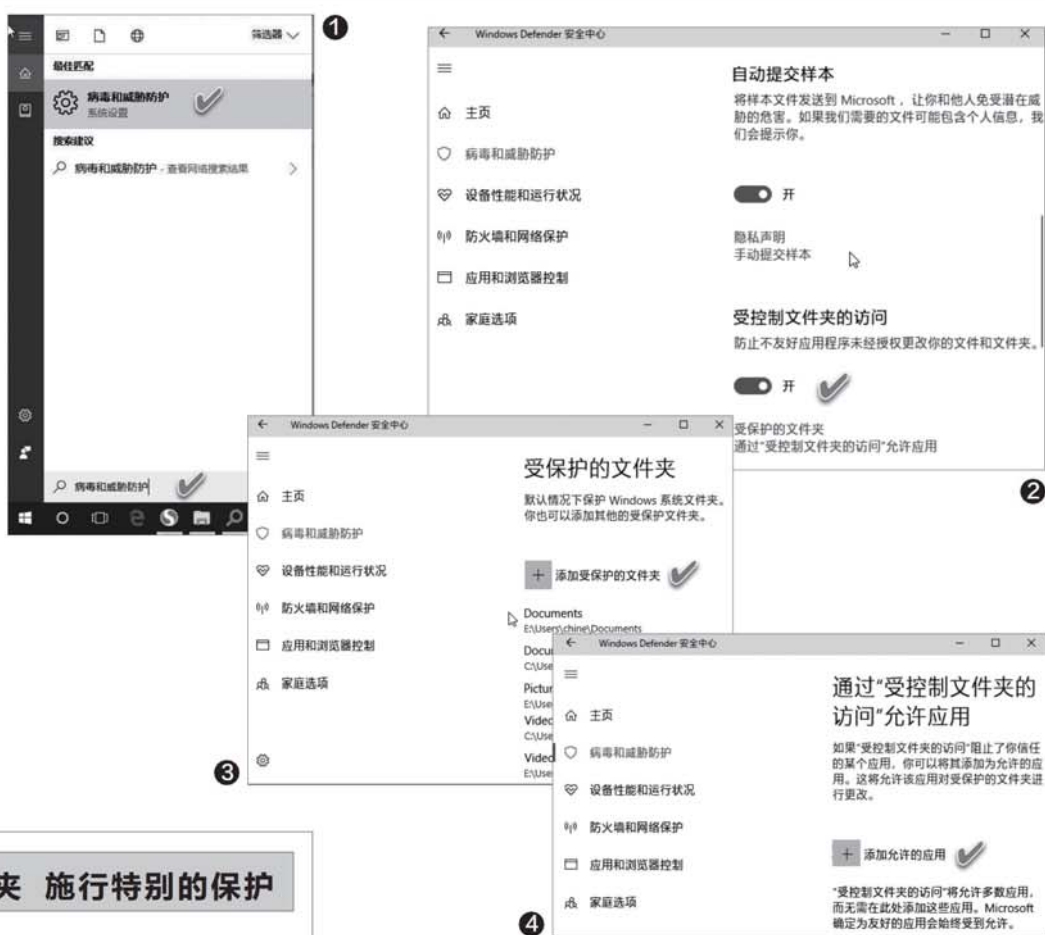 1
筛选器
最佳匹配
病毒和威胁防护
系统设置
搜索建议
病毒和威胁防护 - 查看网络搜索结果
病毒和威胁防护
Windows Defender 安全中心
主页
病毒和威胁防护
设备性能和运行状况
防火墙和网络保护
应用和浏览器控制
家庭选项
自动提交样本
将样本文件发送到 Microsoft，让你和他人免受潜在威
胁的危害。如果我们需要的文件可能包含个人信息，我
们会提示你。
开
隐私声明
手动提交样本
受控制文件夹的访问
防止不友好应用程序未经授权更改你的文件和文件夹。
开
受保护的文件夹
通过“受控制文件夹的访问”允许应用
2
Windows Defender 安全中心
主页
病毒和威胁防护
设备性能和运行状况
防火墙和网络保护
应用和浏览器控制
家庭选项
受保护的文件夹
默认情况下保护 Windows 系统文件夹。
你也可以添加其他的受保护文件夹。
添加受保护的文件夹
Documents
E:\Users\chine\Documents
Docu
C:\Use
Pictur
E:\Use
Videc
C:\Use
Videc
E:\Use
3
Windows Defender 安全中心
主页
病毒和威胁防护
设备性能和运行状况
防火墙和网络保护
应用和浏览器控制
家庭选项
通过“受控制文件夹的
访问”允许应用
如果“受控制文件夹的访问”阻止了你信任
的某个应用，你可以将其添加为允许的应
用。这将允许该应用对受保护的文件夹进
行更改。
添加允许的应用
“受控制文件夹的访问”将允许多数应用，
而无需在此处添加这些应用。Microsoft
确定为友好的应用会始终受到允许。
4
夹 施行特别的保护